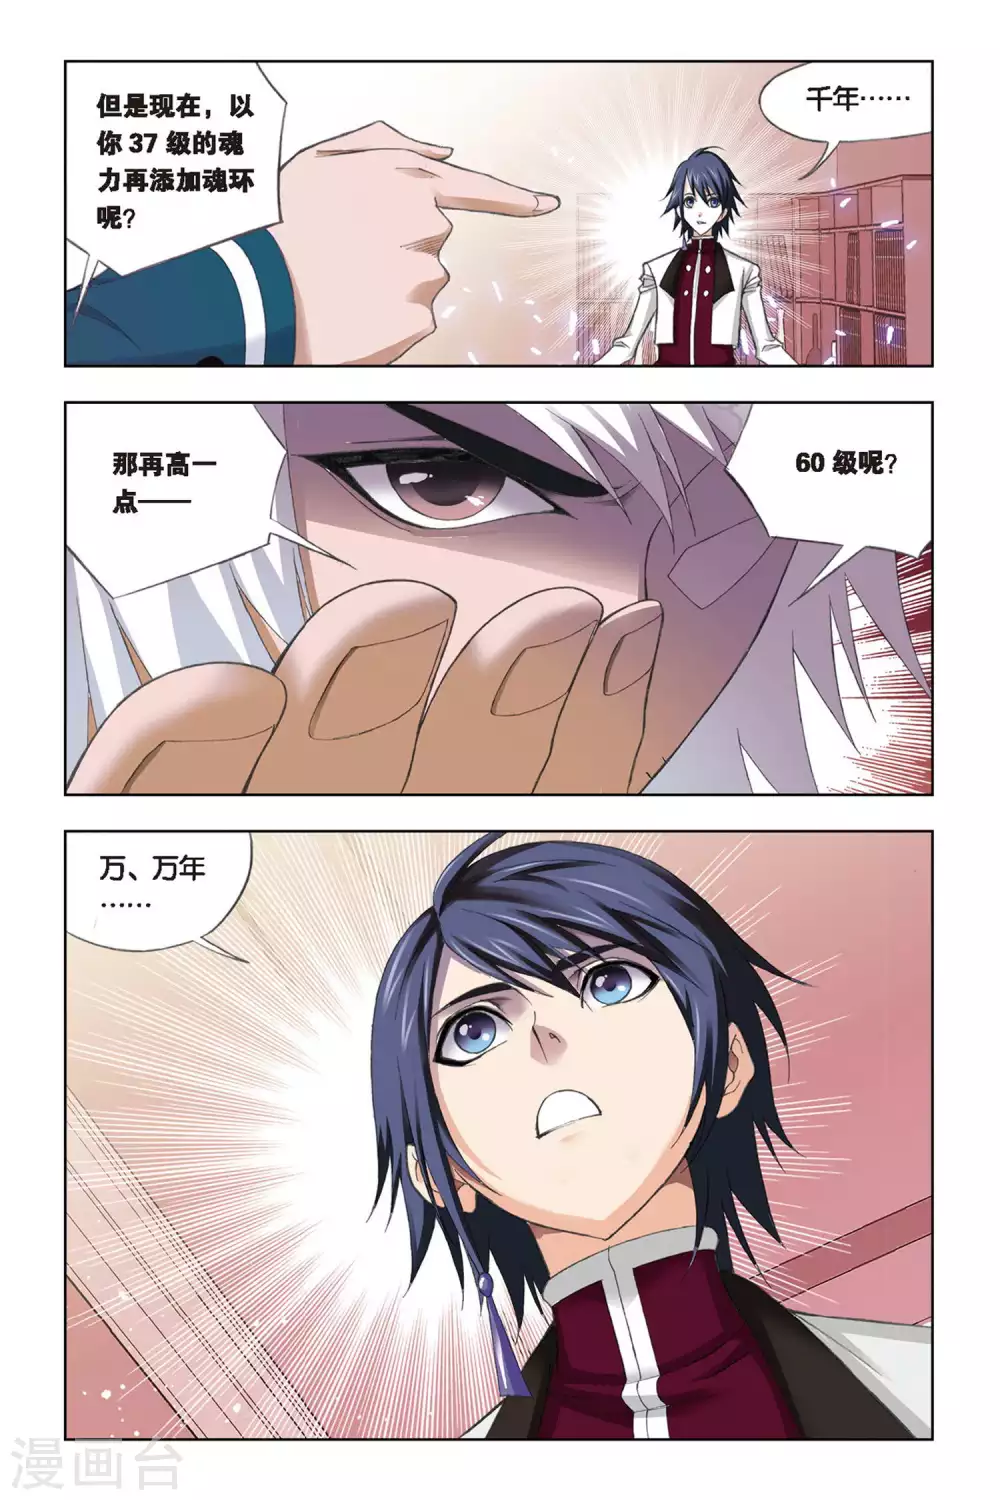 但是现在，以
你 37 级的魂
力再添加魂环
呢？
千年……
那再高一
点——
60 级呢？
万、万年
……
漫画台